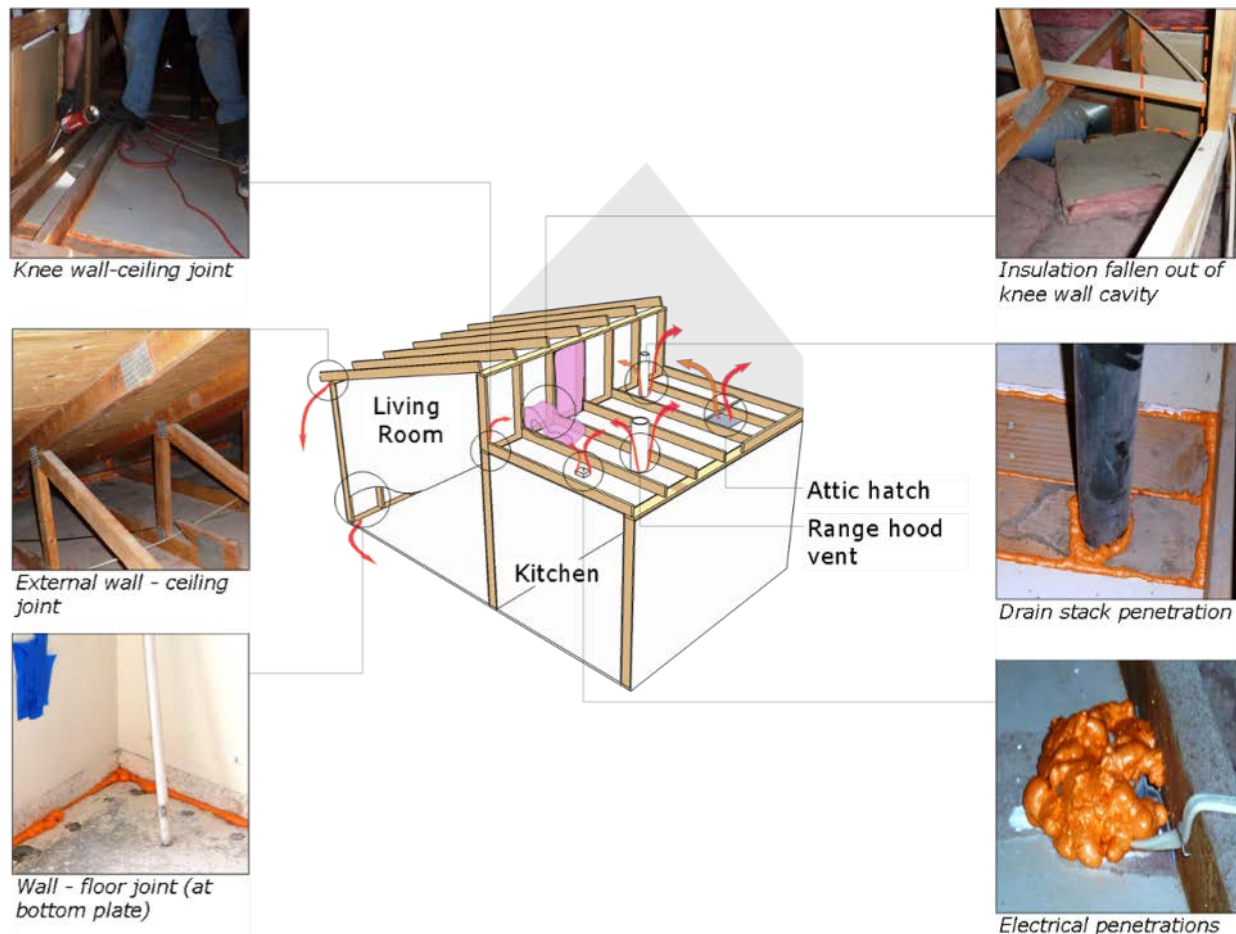 Knee wall-ceiling joint
Insulation fallen out of
knee wall cavity
Living
Room
Attic hatch
Range hood
vent
Kitchen
External wall - ceiling
joint
Drain stack penetration
Wall - floor joint (at
bottom plate)
Electrical penetrations